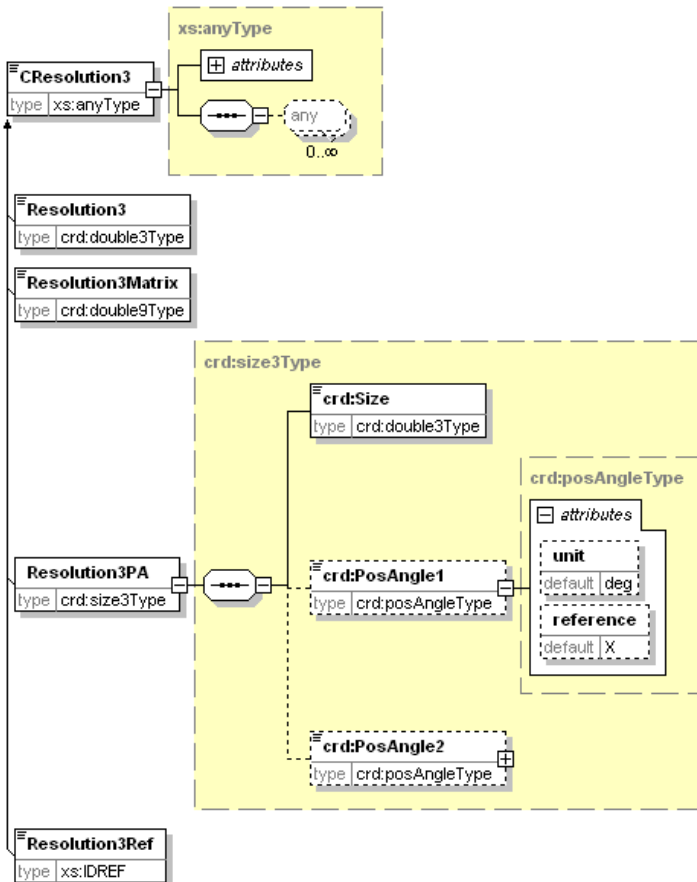 xs:anyType
CResolution3
type xs:anyType
attributes
any
0..∞
Resolution3
type crd:double3Type
Resolution3Matrix
type crd:double9Type
crd:size3Type
crd:Size
type crd:double3Type
crd:posAngleType
attributes
unit
default deg
reference
default X
Resolution3PA
type crd:size3Type
crd:PosAngle1
type crd:posAngleType
crd:PosAngle2
type crd:posAngleType
Resolution3Ref
type xs:IDREF